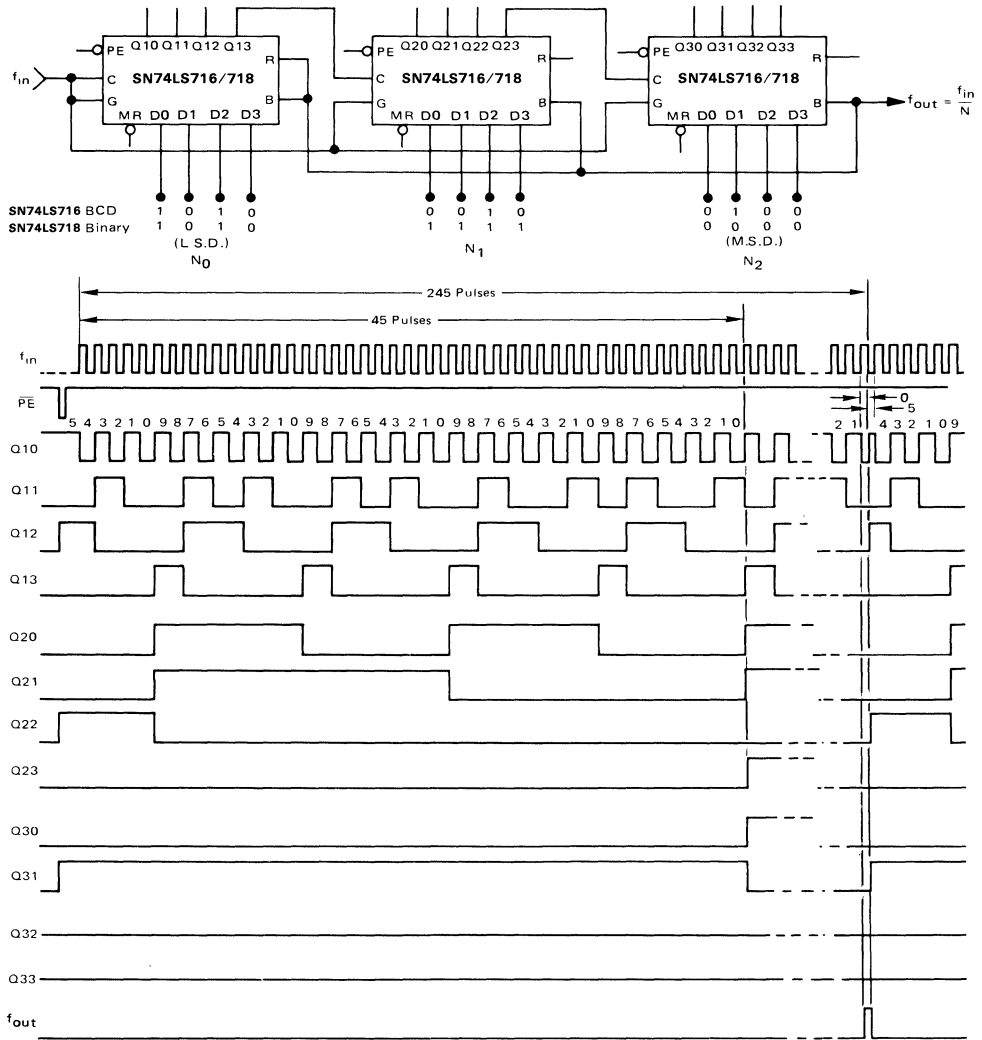 Q10 Q11 Q12 Q13
PE
R
C
SN74LS716/718
G
B
MR D0 D1 D2 D3
Q20 Q21 Q22 Q23
PE
R
C
SN74LS716/718
G
B
MR D0 D1 D2 D3
Q30 Q31 Q32 Q33
PE
R
C
SN74LS716/718
G
B
MR D0 D1 D2 D3
fin
fout = fin/N
SN74LS716 BCD 1 0 1 0 0 0 1 0 0 1 0 0
SN74LS718 Binary 1 0 1 0 1 1 1 1 0 0 0 0
(L S.D.) (M.S.D.)
N0 N1 N2
245 Pulses
45 Pulses
fin
PE
0
5
5 4 3 2 1 0 9 8 7 6 5 4 3 2 1 0 9 8 7 6 5 4 3 2 1 0 9 8 7 6 5 4 3 2 1 0 9 8 7 6 5 4 3 2 1 0 2 1 4 3 2 1 0 9
Q10
Q11
Q12
Q13
Q20
Q21
Q22
Q23
Q30
Q31
Q32
Q33
fout